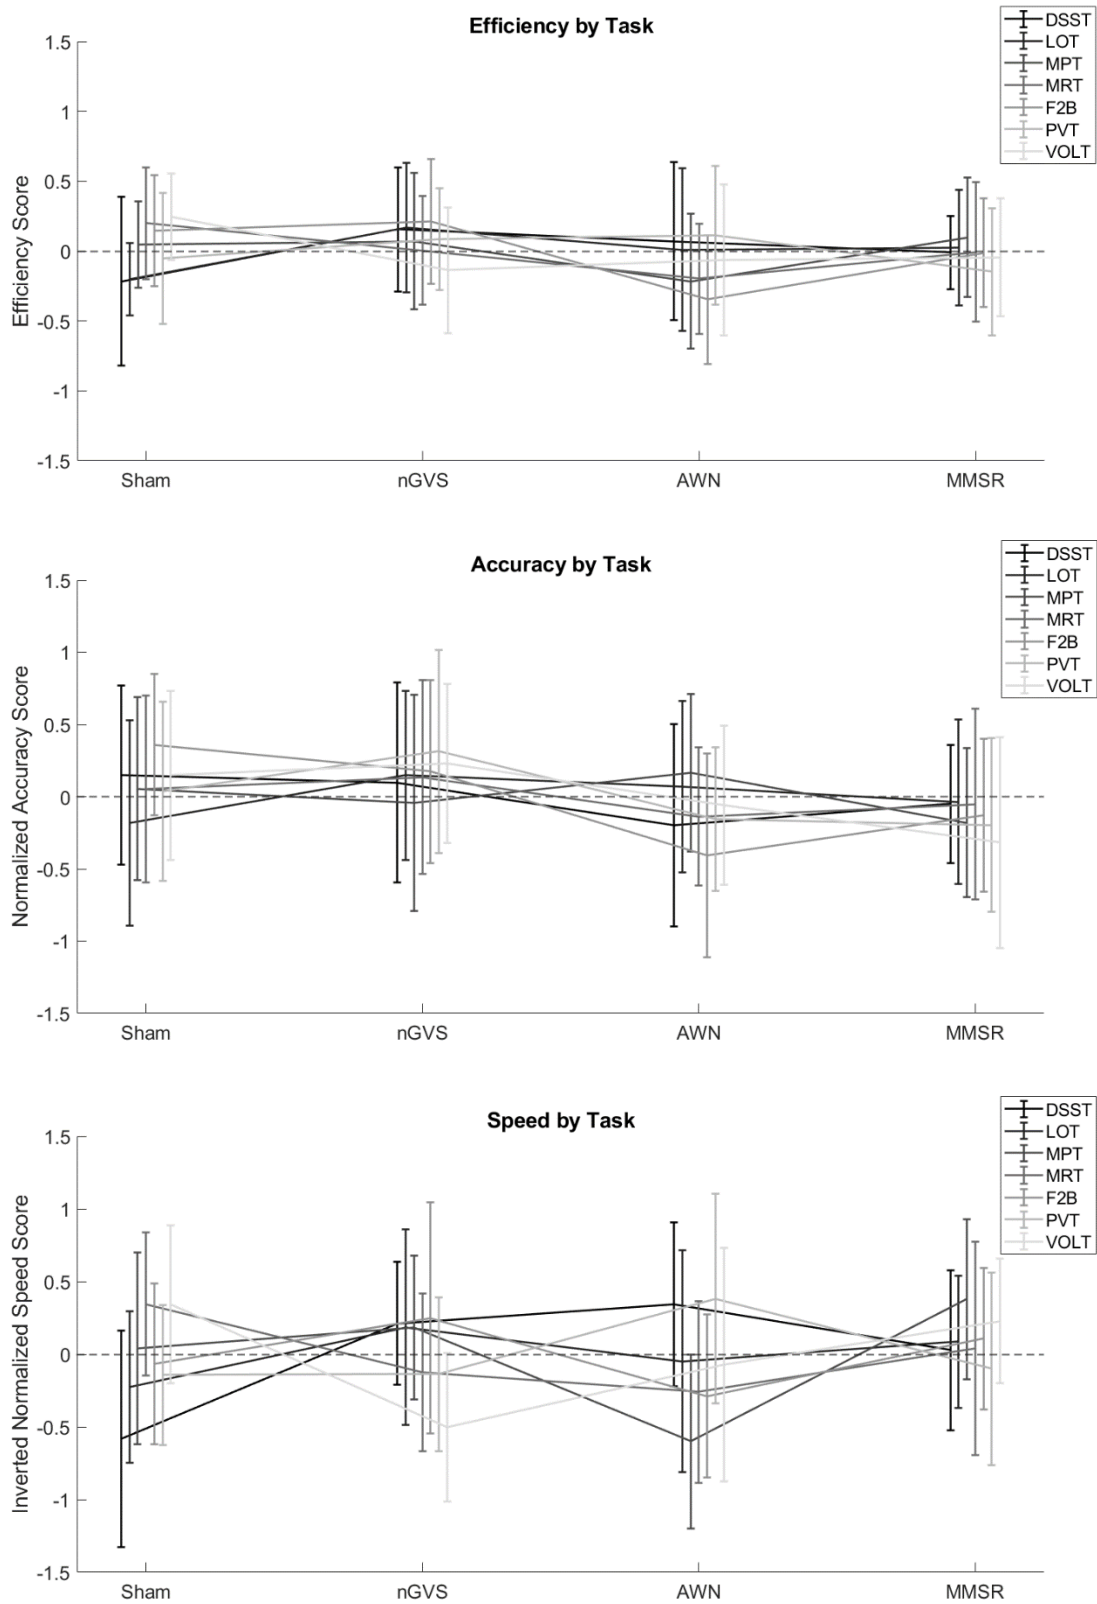 Efficiency by Task
DSST
LOT
MPT
MRT
F2B
PVT
VOLT
Efficiency Score
1.5
1
0.5
0
-0.5
-1
-1.5
Sham nGVS AWN MMSR
Accuracy by Task
DSST
LOT
MPT
MRT
F2B
PVT
VOLT
Normalized Accuracy Score
1.5
1
0.5
0
-0.5
-1
-1.5
Sham nGVS AWN MMSR
Speed by Task
DSST
LOT
MPT
MRT
F2B
PVT
VOLT
Inverted Normalized Speed Score
1.5
1
0.5
0
-0.5
-1
-1.5
Sham nGVS AWN MMSR